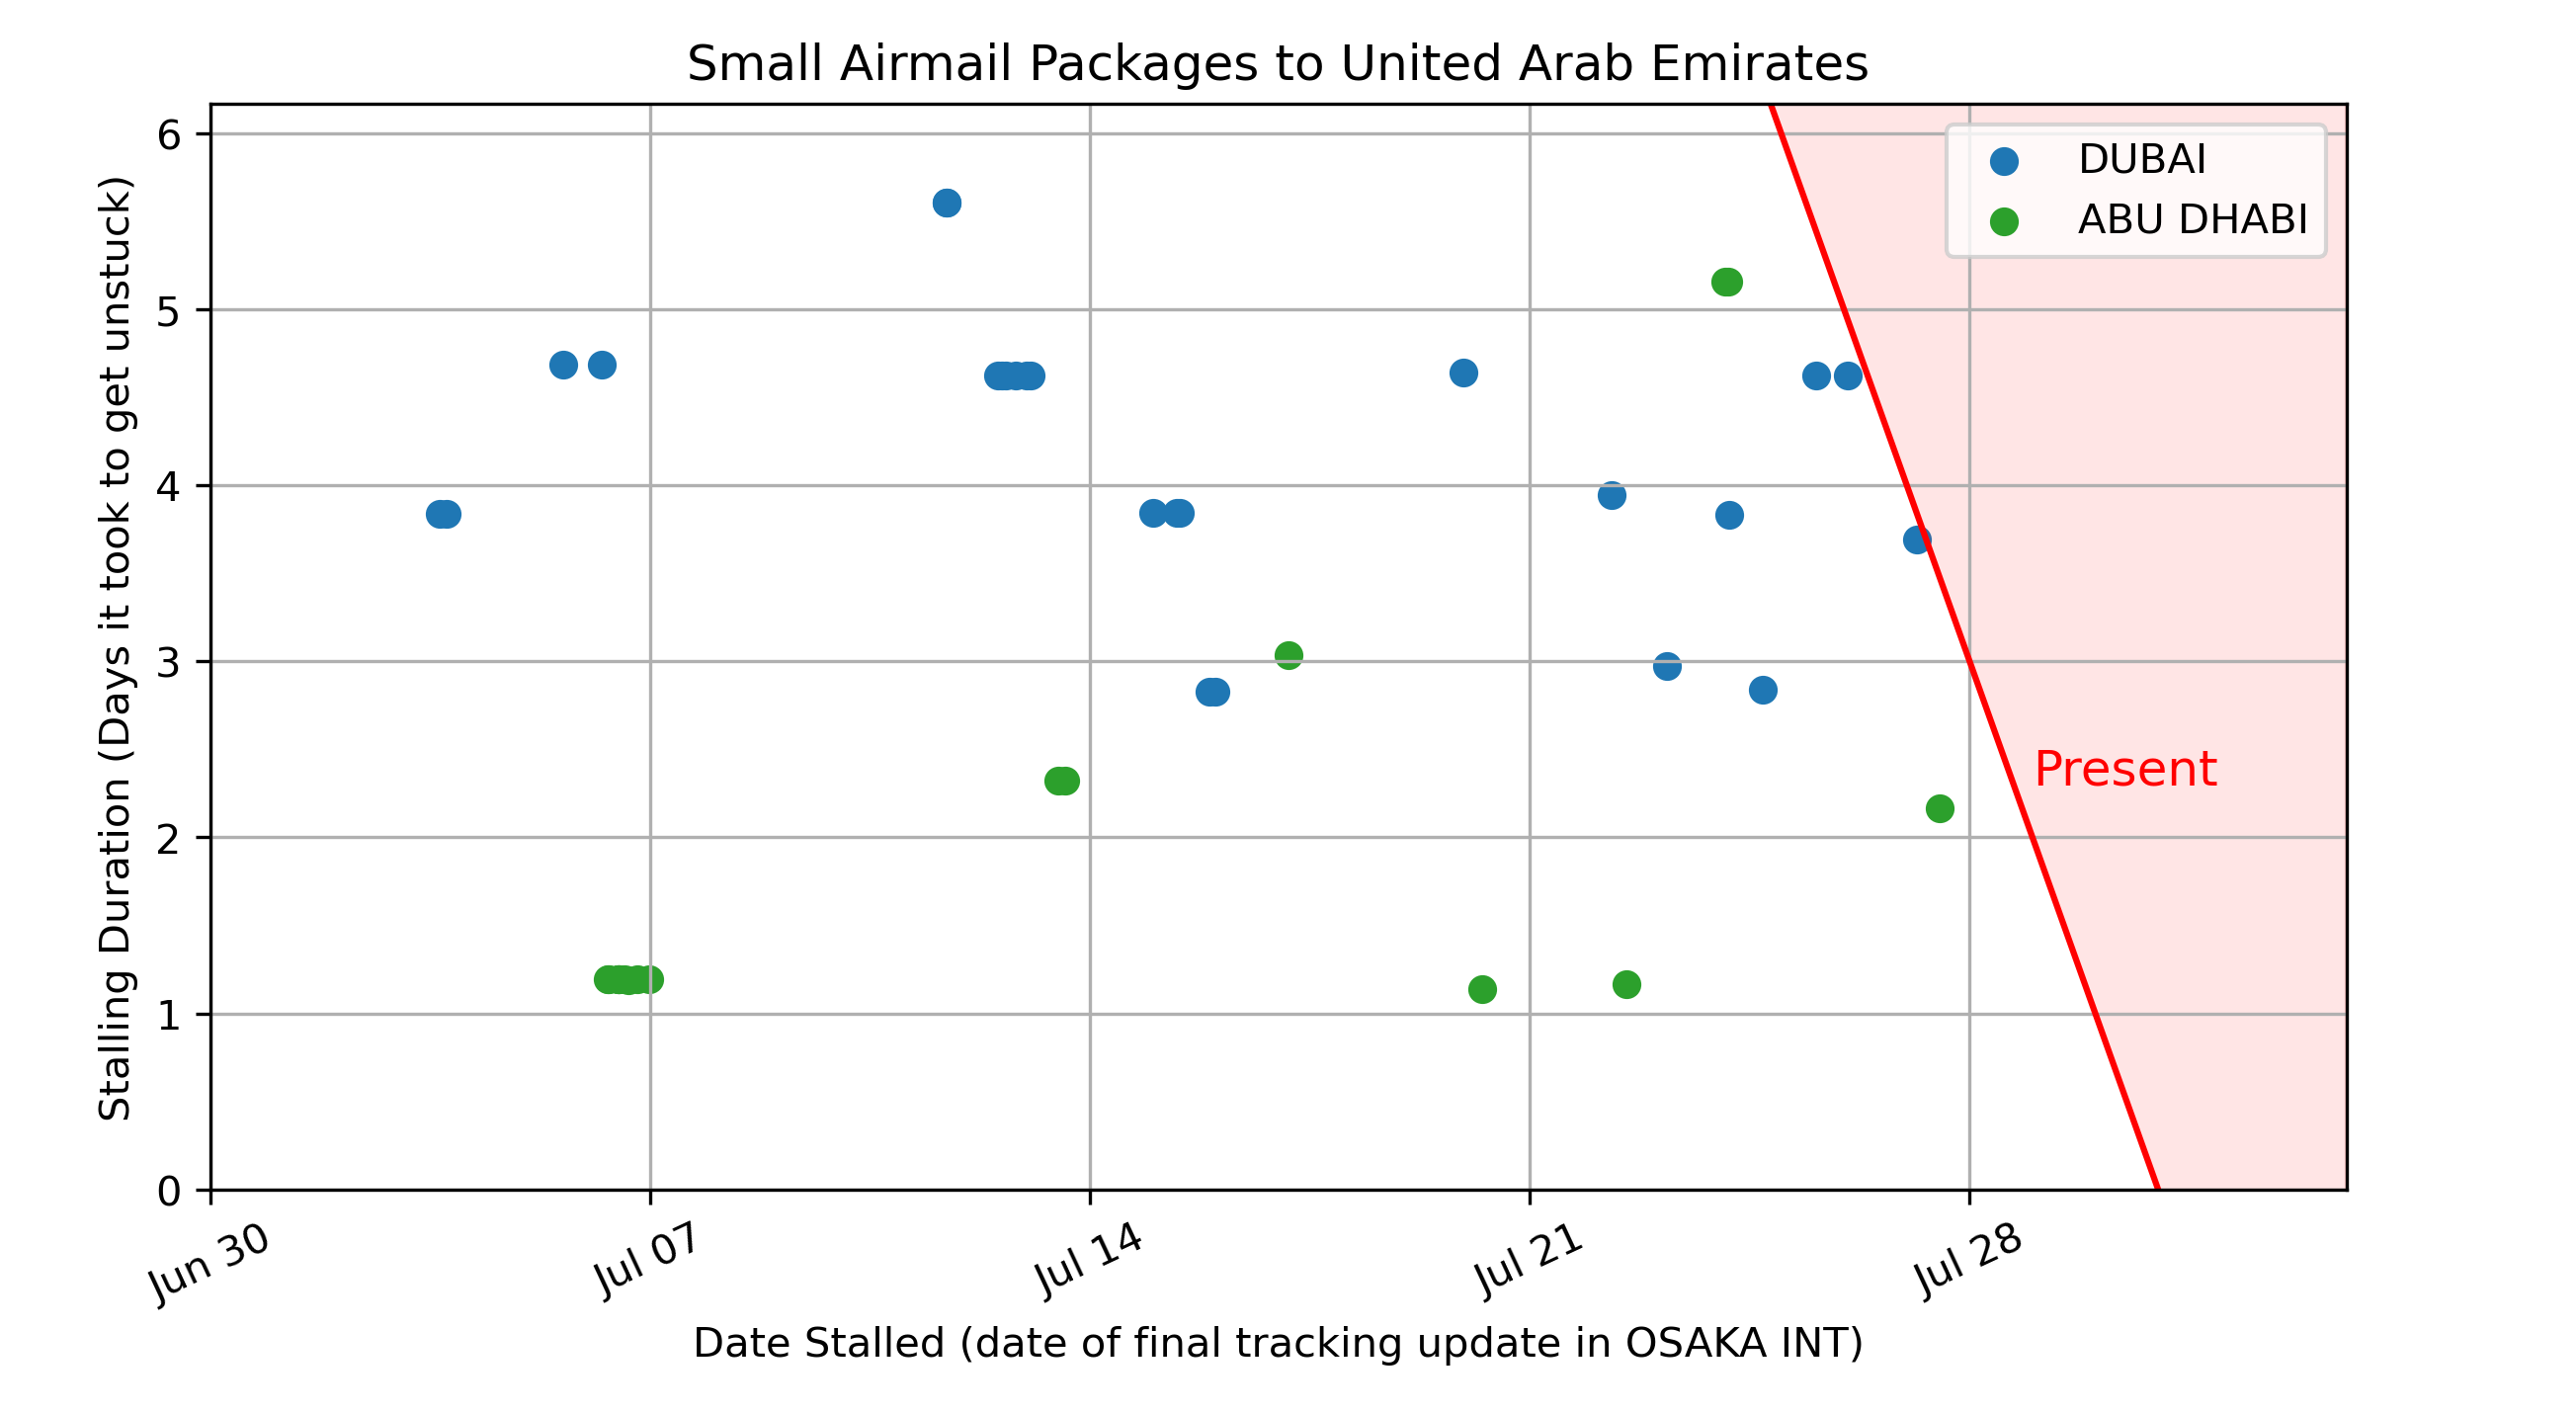 Small Airmail Packages to United Arab Emirates
Stalling Duration (Days it took to get unstuck)
6
5
4
3
2
1
0
DUBAI
ABU DHABI
Present
Jun 30
Jul 07
Jul 14
Jul 21
Jul 28
Date Stalled (date of final tracking update in OSAKA INT)